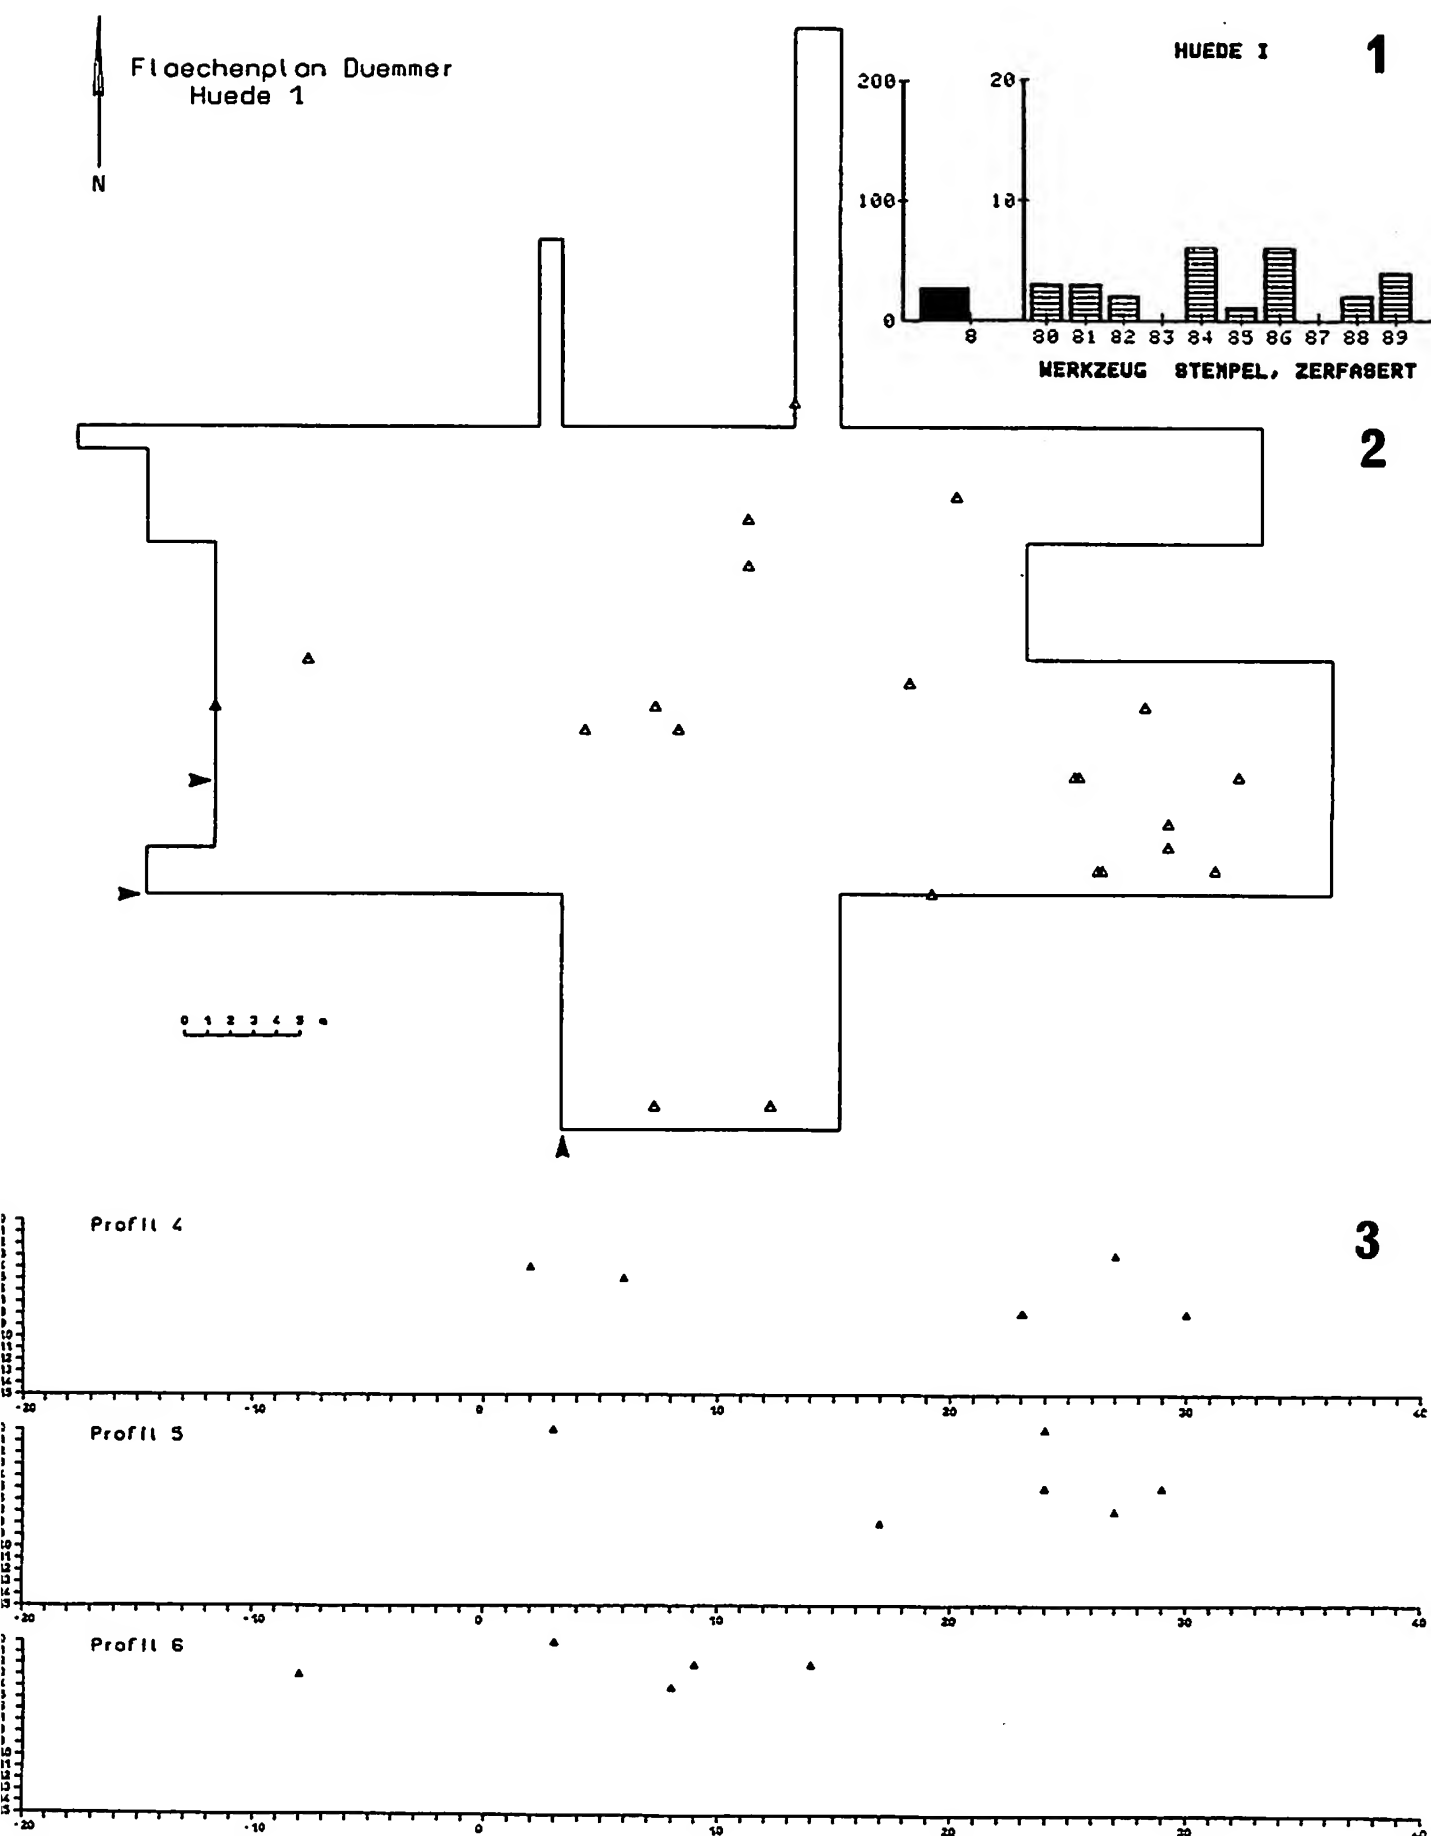 Flaechenplan Duemmer
Huede 1
N
HUEDE I
1
200
100
0
8
20
10
80 81 82 83 84 85 86 87 88 89
WERKZEUG STEMPEL, ZERFASERT
2
0 1 2 3 4 5 m
3
Profil 4
-20 -10 0 10 20 30 40
Profil 5
-20 -10 0 10 20 30 40
Profil 6
-20 -10 0 10 20 30 40